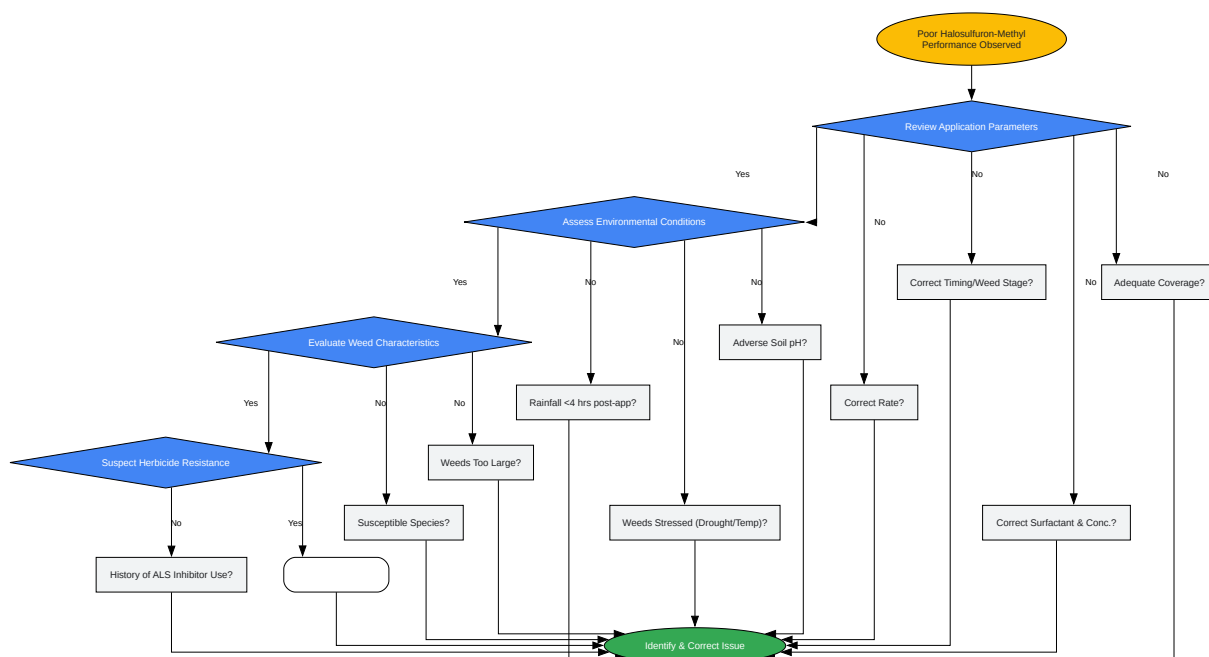 Poor Halosulfuron-Methyl
Performance Observed
Review Application Parameters
Yes
No
No
No
Assess Environmental Conditions
Correct Timing/Weed Stage?
No
Adequate Coverage?
Yes
No
No
No
Adverse Soil pH?
Evaluate Weed Characteristics
Rainfall <4 hrs post-app?
Correct Rate?
Yes
No
No
Weeds Too Large?
Suspect Herbicide Resistance
No
Yes
Susceptible Species?
Weeds Stressed (Drought/Temp)?
Correct Surfactant & Conc.?
History of ALS Inhibitor Use?
Identify & Correct Issue